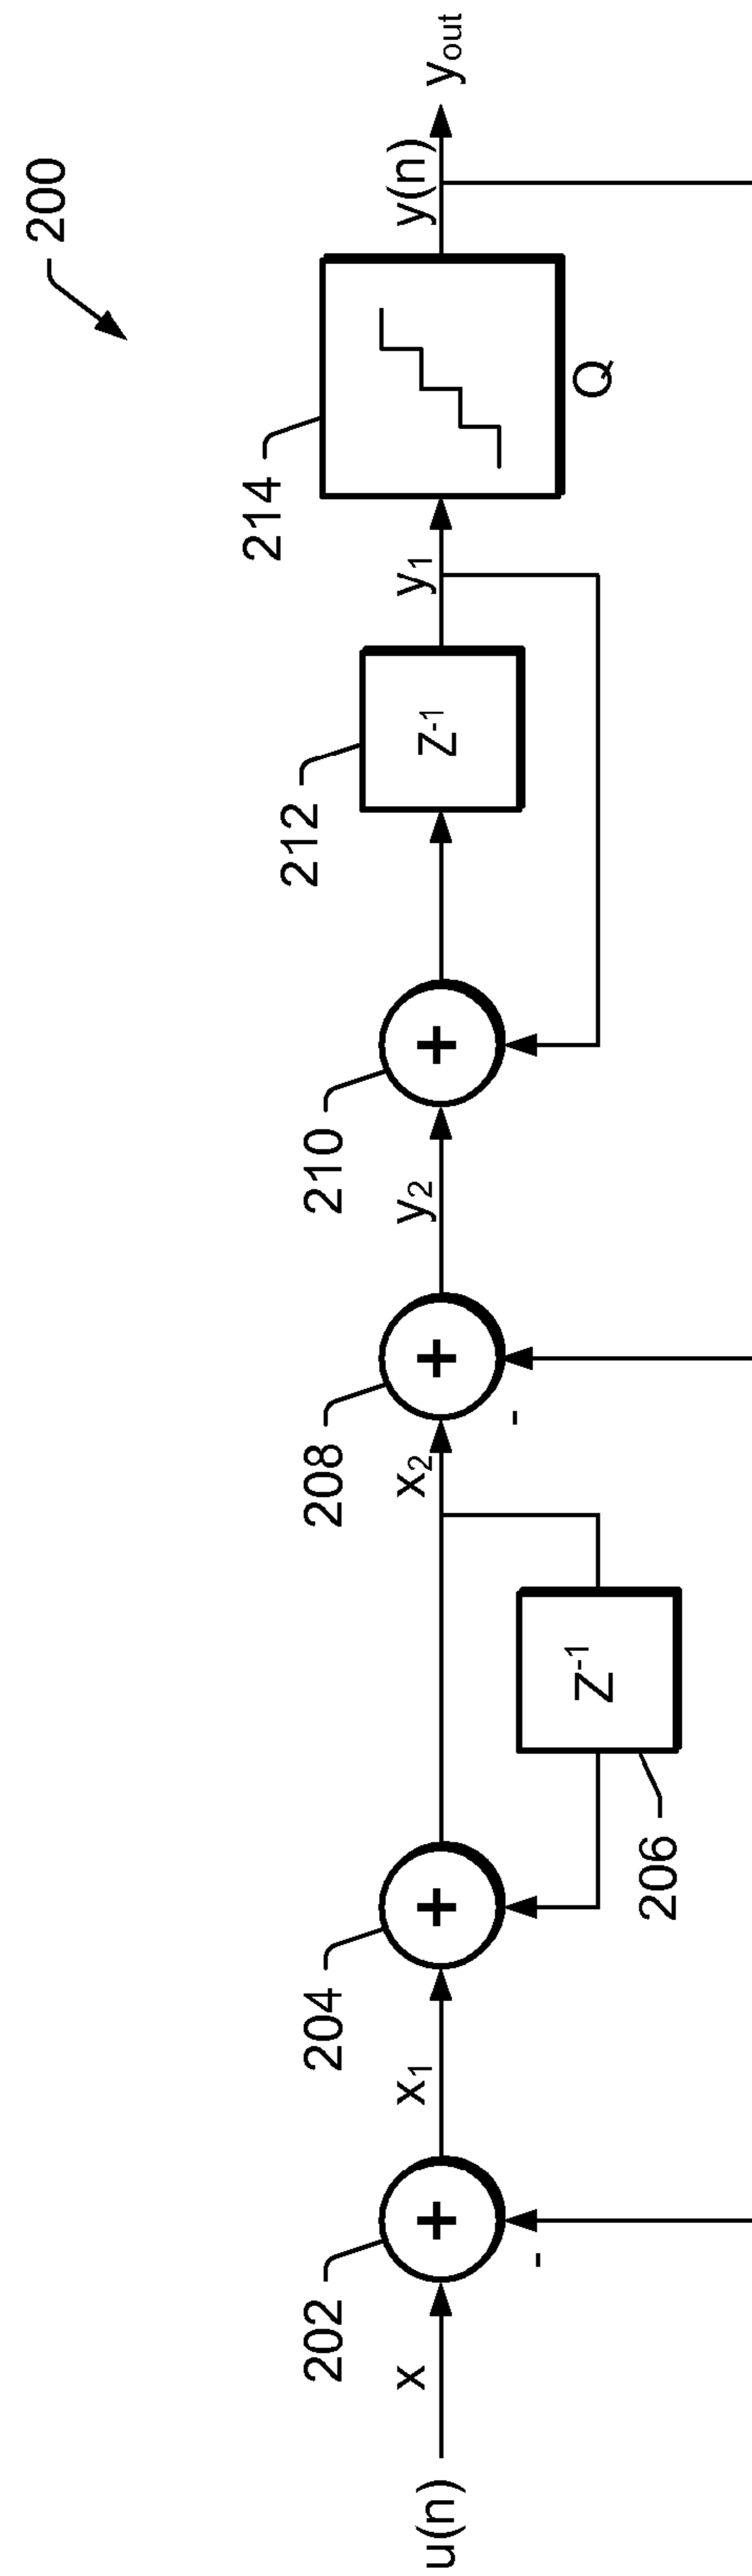 200
u(n)
x
202
-
+
x₁
204
+
206
Z⁻¹
x₂
208
-
+
y₂
210
+
212
Z⁻¹
y₁
214
Q
y(n)
yout